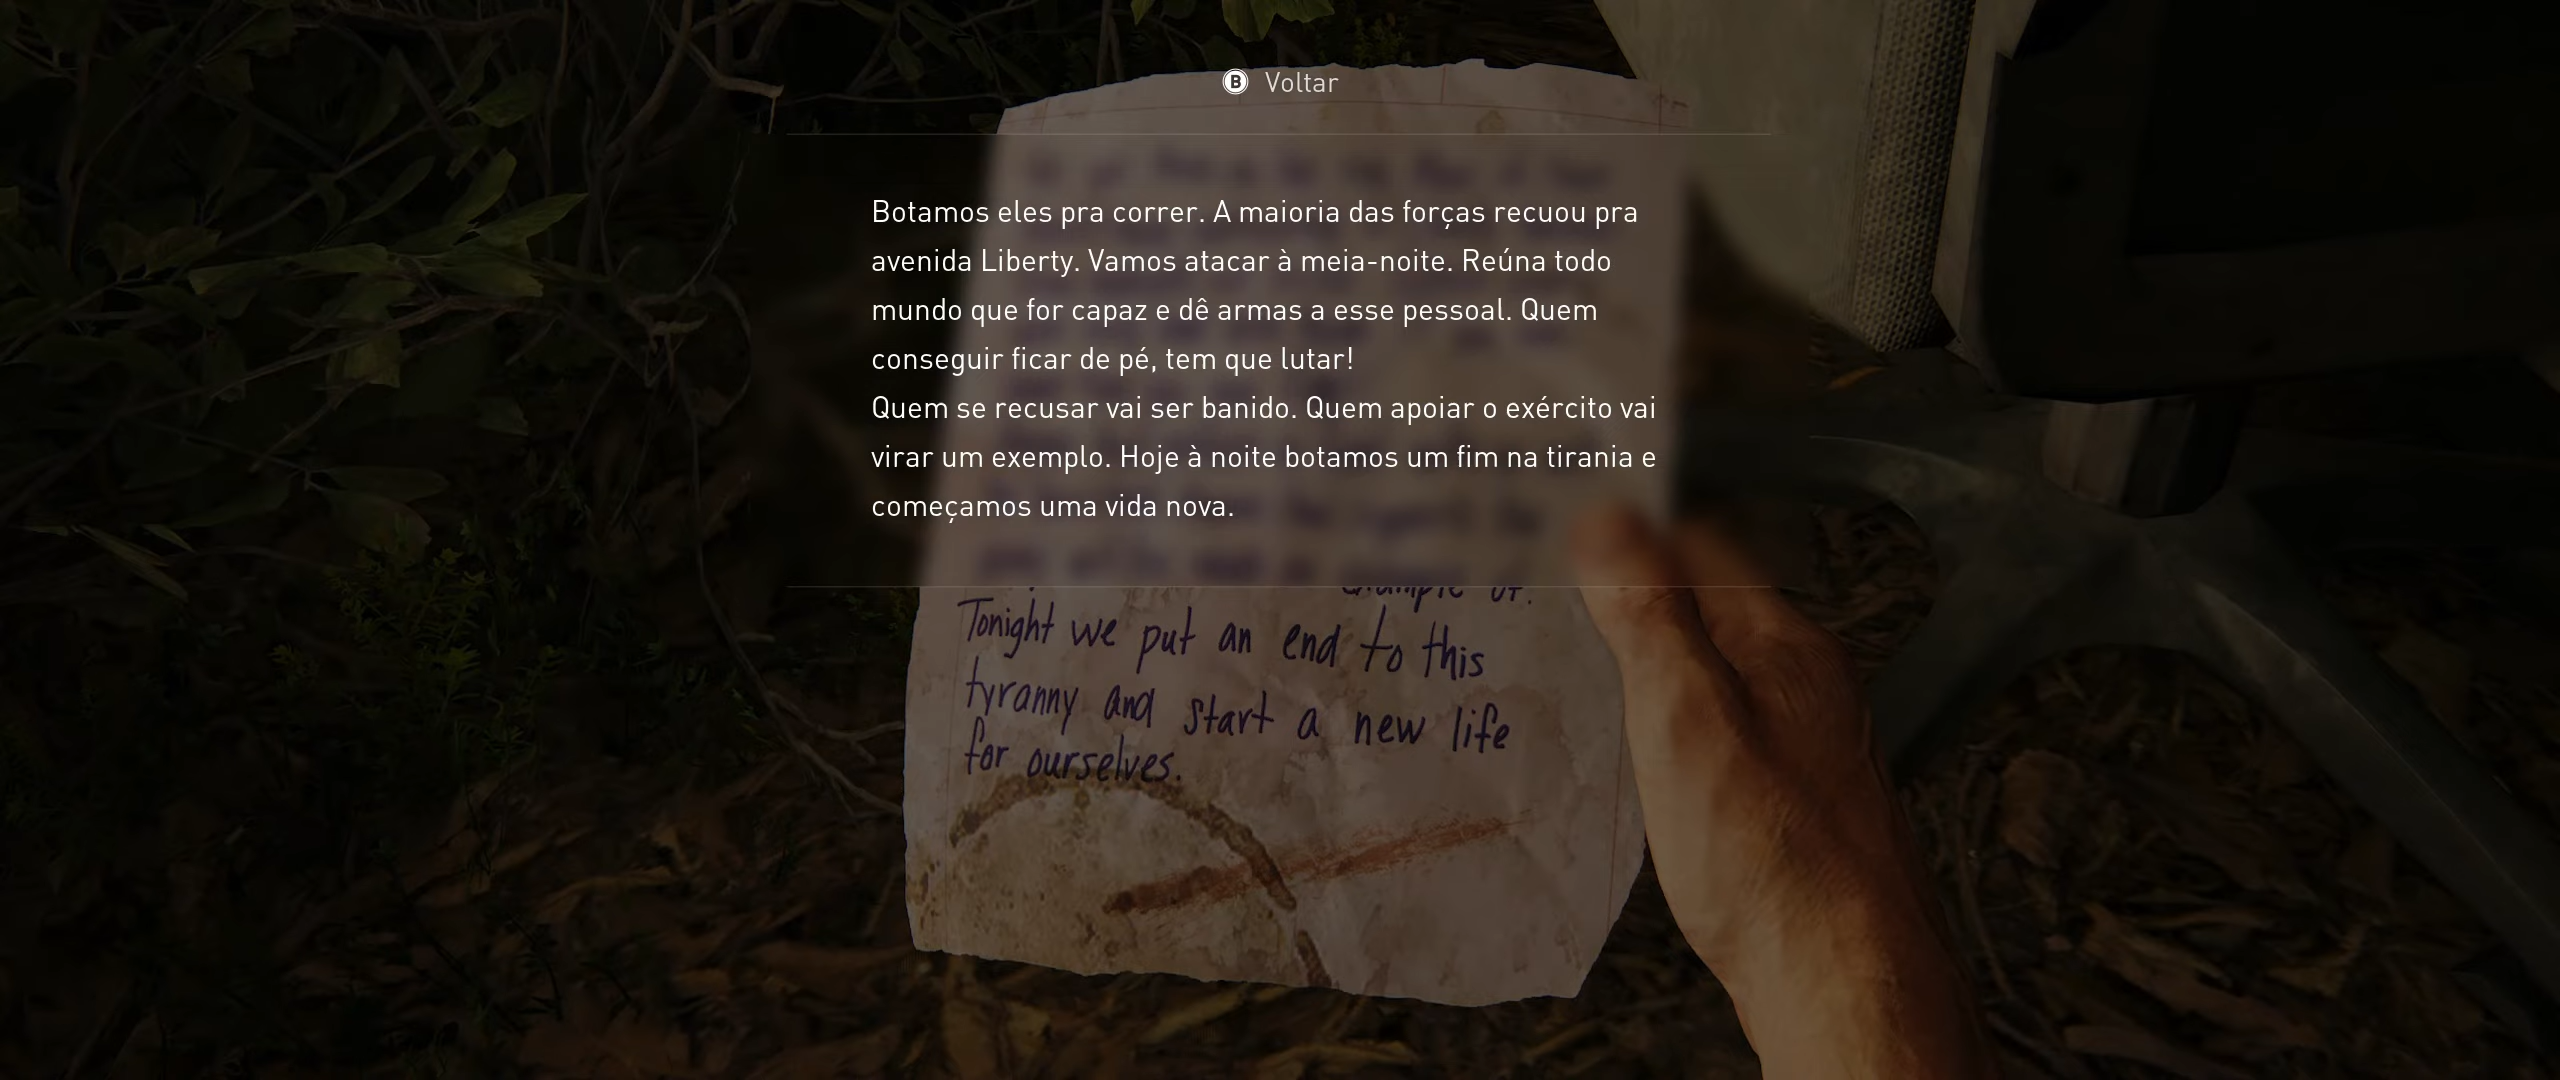 B Voltar
Botamos eles pra correr. A maioria das forças recuou pra
avenida Liberty. Vamos atacar à meia-noite. Reúna todo
mundo que for capaz e dê armas a esse pessoal. Quem
conseguir ficar de pé, tem que lutar!
Quem se recusar vai ser banido. Quem apoiar o exército vai
virar um exemplo. Hoje à noite botamos um fim na tirania e
começamos uma vida nova.
example of.
Tonight we put an end to this
tyranny and start a new life
for ourselves.